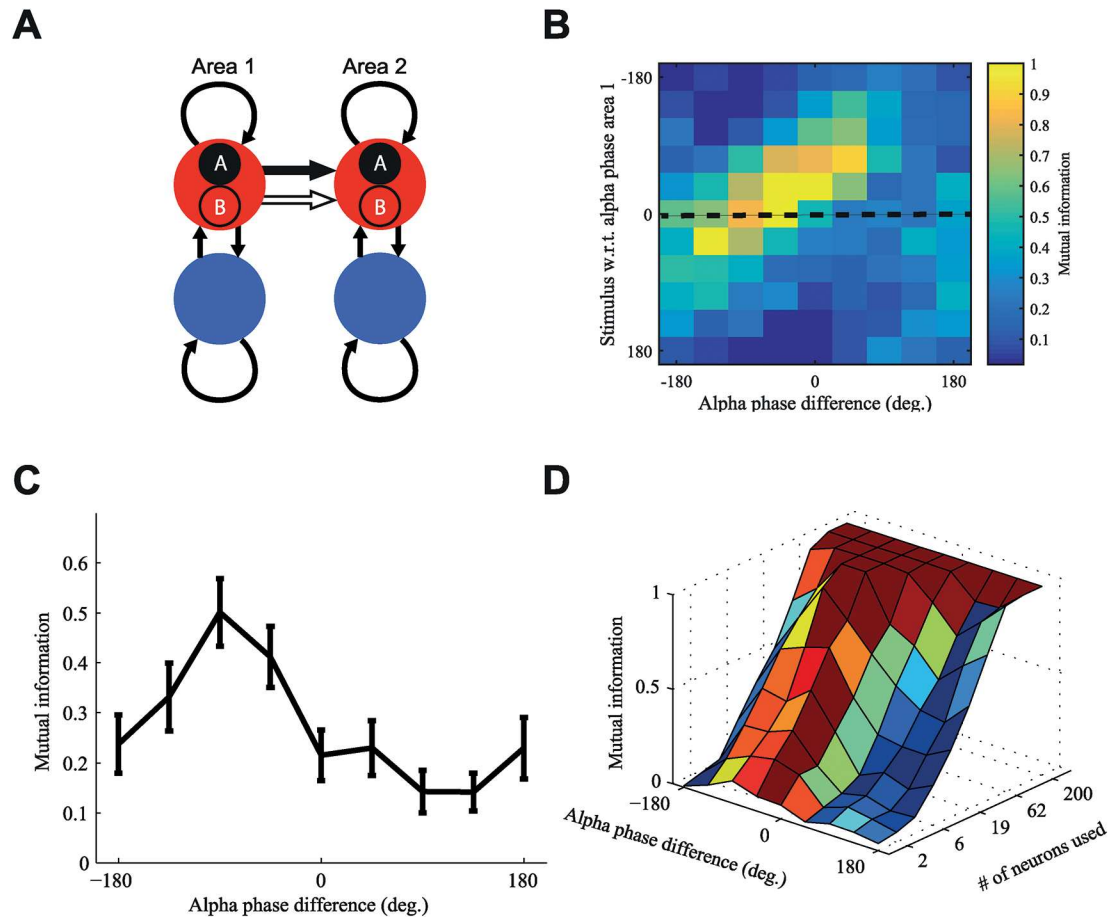 A
Area 1
Area 2
A
A
B
B
B
Stimulus w.r.t. alpha phase area 1
-180
0
180
-180
0
180
Alpha phase difference (deg.)
1
0.9
0.8
0.7
0.6
0.5
0.4
0.3
0.2
0.1
Mutual information
C
Mutual information
0.6
0.5
0.4
0.3
0.2
0.1
0
−180
0
180
Alpha phase difference (deg.)
D
Mutual information
1
0.5
0
−180
0
180
Alpha phase difference (deg.)
2
6
19
62
200
# of neurons used